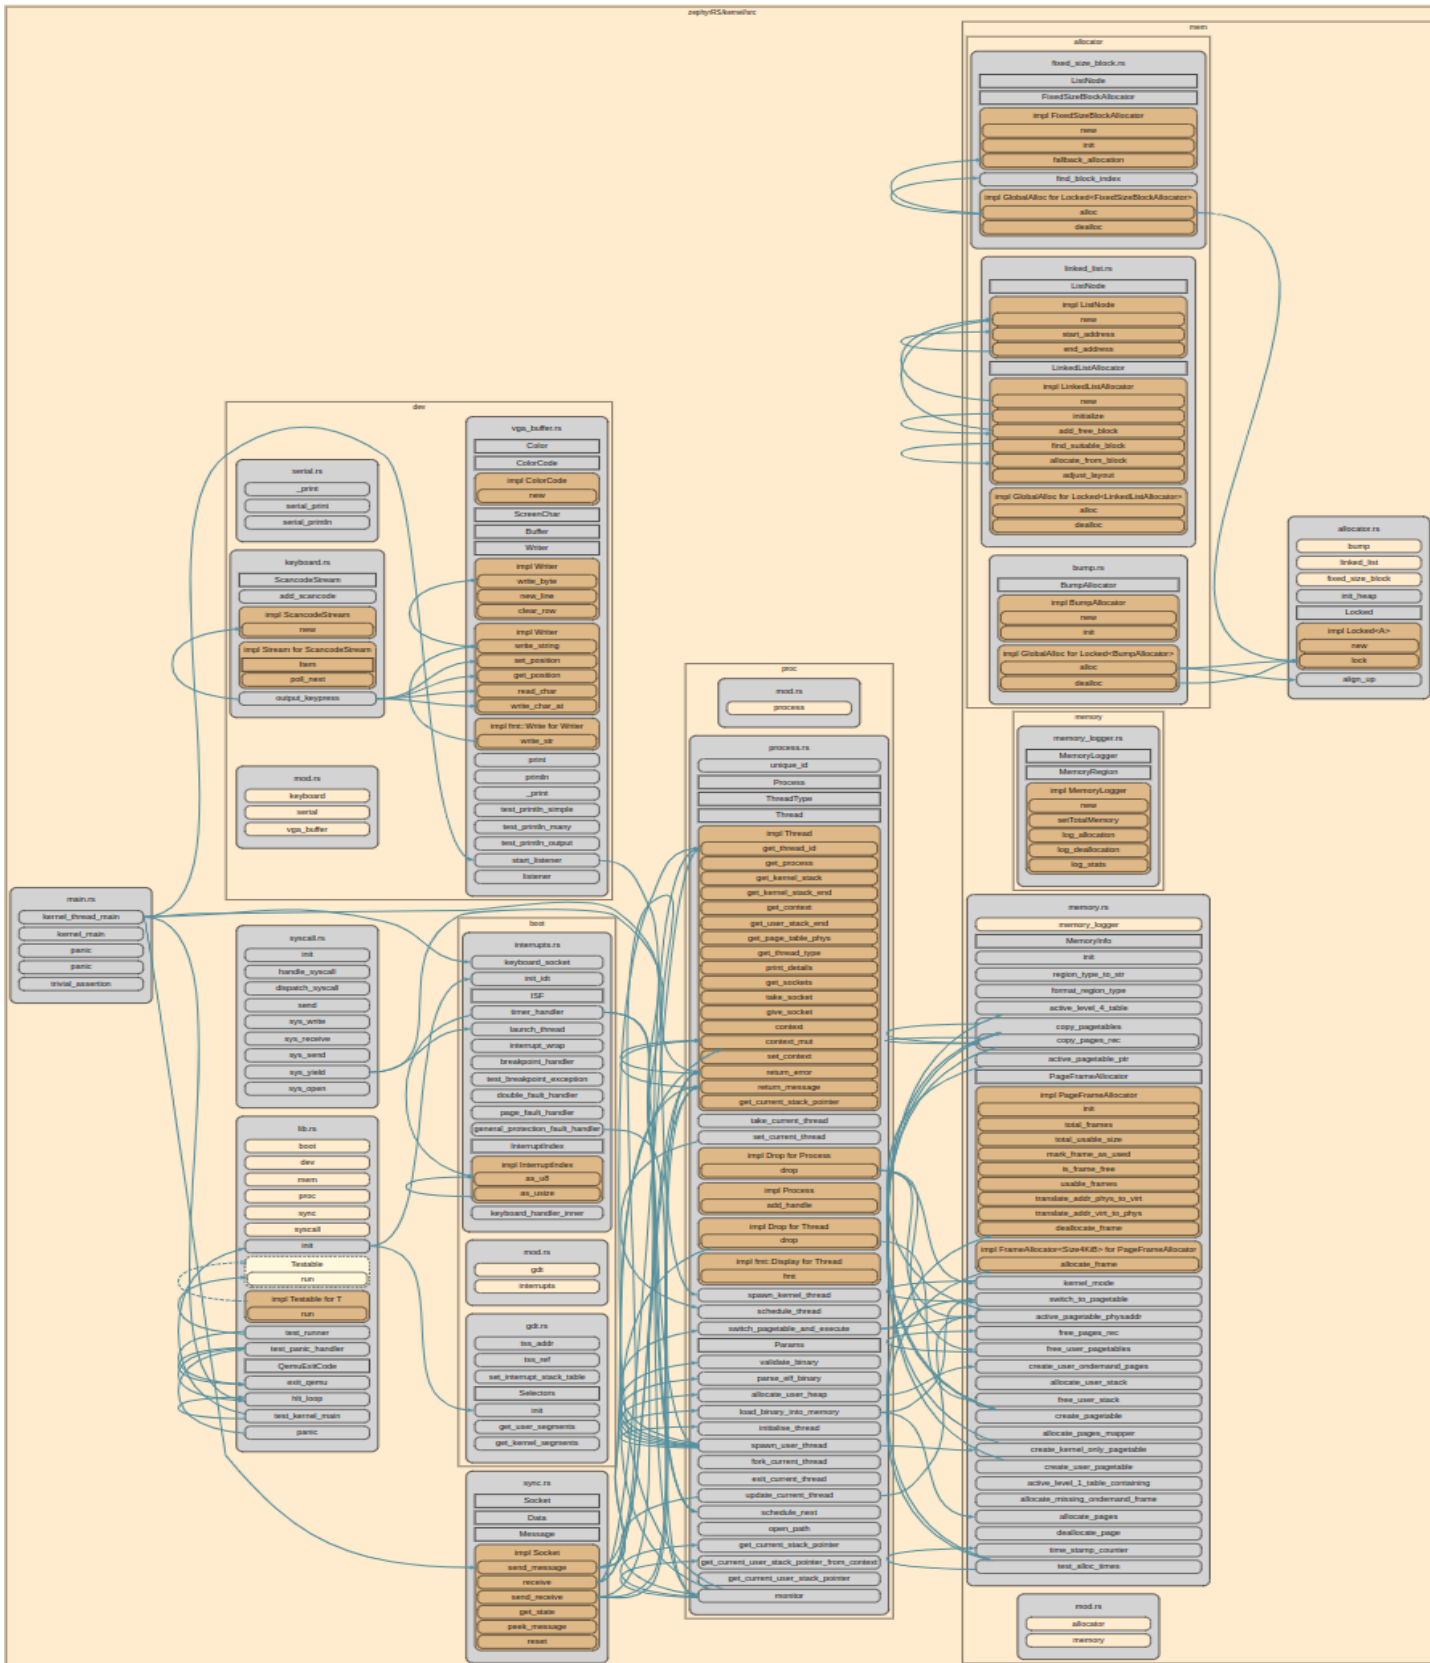 zephyrRS/kernel/src
mem
allocator
fixed_size_block.rs
ListNode
FixedSizeBlockAllocator
impl FixedSizeBlockAllocator
new
init
fallback_allocation
find_block_index
impl GlobalAlloc for Locked<FixedSizeBlockAllocator>
alloc
dealloc
linked_list.rs
ListNode
impl ListNode
new
start_address
end_address
LinkedListAllocator
impl LinkedListAllocator
new
initialize
add_free_block
find_suitable_block
allocate_from_block
adjust_layout
impl GlobalAlloc for Locked<LinkedListAllocator>
alloc
dealloc
bump.rs
BumpAllocator
impl BumpAllocator
new
init
impl GlobalAlloc for Locked<BumpAllocator>
alloc
dealloc
allocator.rs
bump
linked_list
fixed_size_block
init_heap
Locked
impl Locked<A>
new
lock
align_up
dev
serial.rs
_print
serial_print
serial_println
keyboard.rs
ScancodeStream
add_scancode
impl ScancodeStream
new
impl Stream for ScancodeStream
Item
poll_next
output_keypress
mod.rs
keyboard
serial
vga_buffer
vga_buffer.rs
Color
ColorCode
impl ColorCode
new
ScreenChar
Buffer
Writer
impl Writer
write_byte
new_line
clear_row
impl Writer
write_string
set_position
get_position
read_char
write_char_at
impl fmt::Write for Writer
write_str
print
println
_print
test_println_simple
test_println_many
test_println_output
start_listener
listener
main.rs
kernel_thread_main
kernel_main
panic
panic
trivial_assertion
syscall.rs
init
handle_syscall
dispatch_syscall
send
sys_write
sys_receive
sys_send
sys_yield
sys_open
lib.rs
boot
dev
mem
proc
sync
syscall
init
Testable
run
impl Testable for T
run
test_runner
test_panic_handler
QemuExitCode
exit_qemu
hlt_loop
test_kernel_main
panic
boot
interrupts.rs
keyboard_socket
init_idt
ISF
timer_handler
launch_thread
interrupt_wrap
breakpoint_handler
test_breakpoint_exception
double_fault_handler
page_fault_handler
general_protection_fault_handler
InterruptIndex
impl InterruptIndex
as_u8
as_usize
keyboard_handler_inner
mod.rs
gdt
interrupts
gdt.rs
tss_addr
tss_ref
set_interrupt_stack_table
Selectors
init
get_user_segments
get_kernel_segments
sync.rs
Socket
Data
Message
impl Socket
send_message
receive
send_receive
get_state
peek_message
reset
proc
mod.rs
process
process.rs
unique_id
Process
ThreadType
Thread
impl Thread
get_thread_id
get_process
get_kernel_stack
get_kernel_stack_end
get_context
get_user_stack_end
get_page_table_phys
get_thread_type
print_details
get_sockets
take_socket
give_socket
context
context_mut
set_context
return_error
return_message
get_current_stack_pointer
take_current_thread
set_current_thread
impl Drop for Process
drop
impl Process
add_handle
impl Drop for Thread
drop
impl fmt::Display for Thread
fmt
spawn_kernel_thread
schedule_thread
switch_pagetable_and_execute
Params
validate_binary
parse_elf_binary
allocate_user_heap
load_binary_into_memory
initialise_thread
spawn_user_thread
fork_current_thread
exit_current_thread
update_current_thread
schedule_next
open_path
get_current_stack_pointer
get_current_user_stack_pointer_from_context
get_current_user_stack_pointer
monitor
memory
memory_logger.rs
MemoryLogger
MemoryRegion
impl MemoryLogger
new
setTotalMemory
log_allocation
log_deallocation
log_stats
memory.rs
memory_logger
MemoryInfo
init
region_type_to_str
format_region_type
active_level_4_table
copy_pagetables
copy_pages_rec
active_pagetable_ptr
PageFrameAllocator
impl PageFrameAllocator
init
total_frames
total_usable_size
mark_frame_as_used
is_frame_free
usable_frames
translate_addr_phys_to_virt
translate_addr_virt_to_phys
deallocate_frame
impl FrameAllocator<Size4KiB> for PageFrameAllocator
allocate_frame
kernel_mode
switch_to_pagetable
active_pagetable_physaddr
free_pages_rec
free_user_pagetables
create_user_ondemand_pages
allocate_user_stack
free_user_stack
create_pagetable
allocate_pages_mapper
create_kernel_only_pagetable
create_user_pagetable
active_level_1_table_containing
allocate_missing_ondemand_frame
allocate_pages
deallocate_page
time_stamp_counter
test_alloc_times
mod.rs
allocator
memory